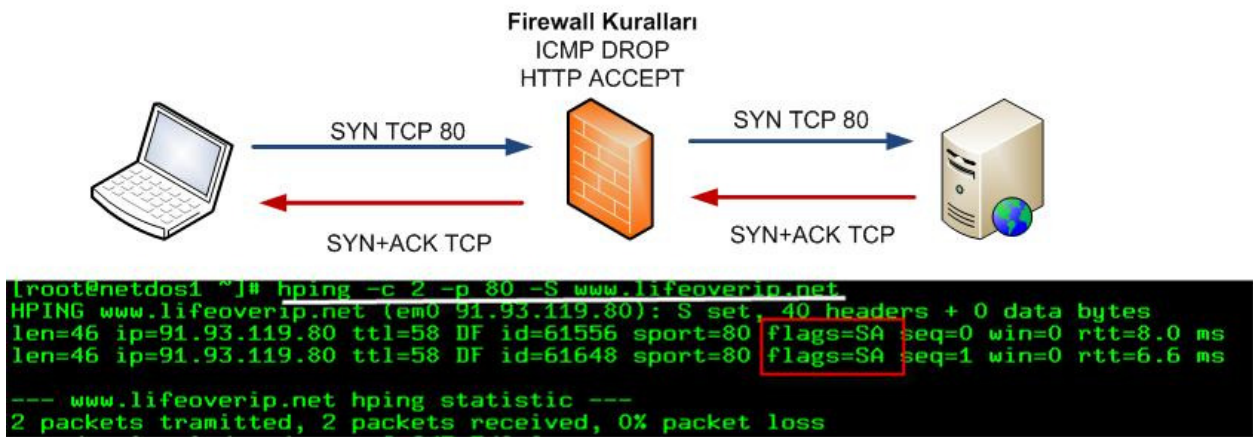 Firewall Kuralları
ICMP DROP
HTTP ACCEPT
SYN TCP 80
SYN TCP 80
SYN+ACK TCP
SYN+ACK TCP
[root@netdos1 ~]# hping -c 2 -p 80 -S www.lifeoverip.net
HPING www.lifeoverip.net (em0 91.93.119.80): S set, 40 headers + 0 data bytes
len=46 ip=91.93.119.80 ttl=58 DF id=61556 sport=80 flags=SA seq=0 win=0 rtt=8.0 ms
len=46 ip=91.93.119.80 ttl=58 DF id=61648 sport=80 flags=SA seq=1 win=0 rtt=6.6 ms
--- www.lifeoverip.net hping statistic ---
2 packets tramitted, 2 packets received, 0% packet loss